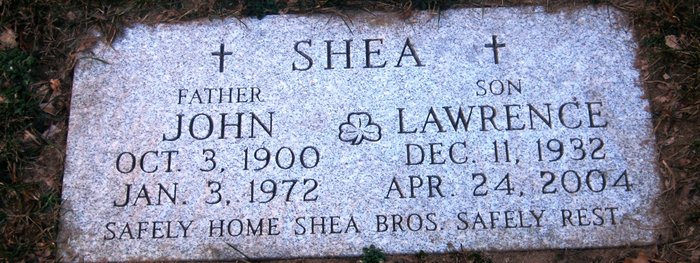 SHEA
FATHER SON
JOHN LAWRENCE
OCT. 3, 1900 DEC. 11, 1932
JAN. 3, 1972 APR. 24, 2004
SAFELY HOME SHEA BROS. SAFELY REST.